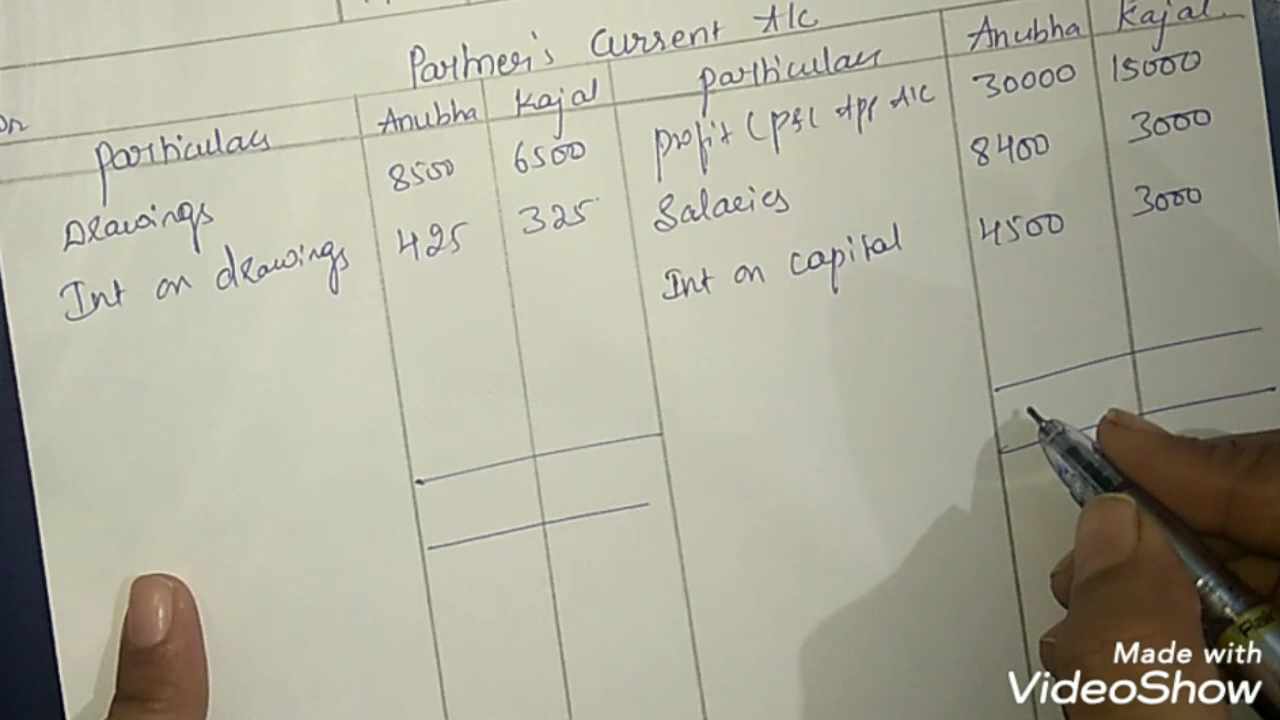 Partner's Current A/c
Dr
Particulars Anubha Kajal Particulars Anubha Kajal
Drawings 8500 6500 Profit (P&L App A/c 30000 15000
Int on drawings 425 325 Salaries 8400 3000
Int on capital 4500 3000
Made with
VideoShow